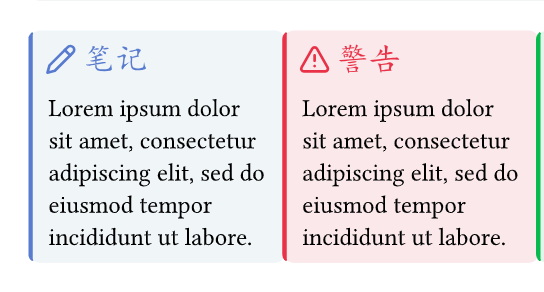 笔记
Lorem ipsum dolor
sit amet, consectetur
adipiscing elit, sed do
eiusmod tempor
incididunt ut labore.
警告
Lorem ipsum dolor
sit amet, consectetur
adipiscing elit, sed do
eiusmod tempor
incididunt ut labore.